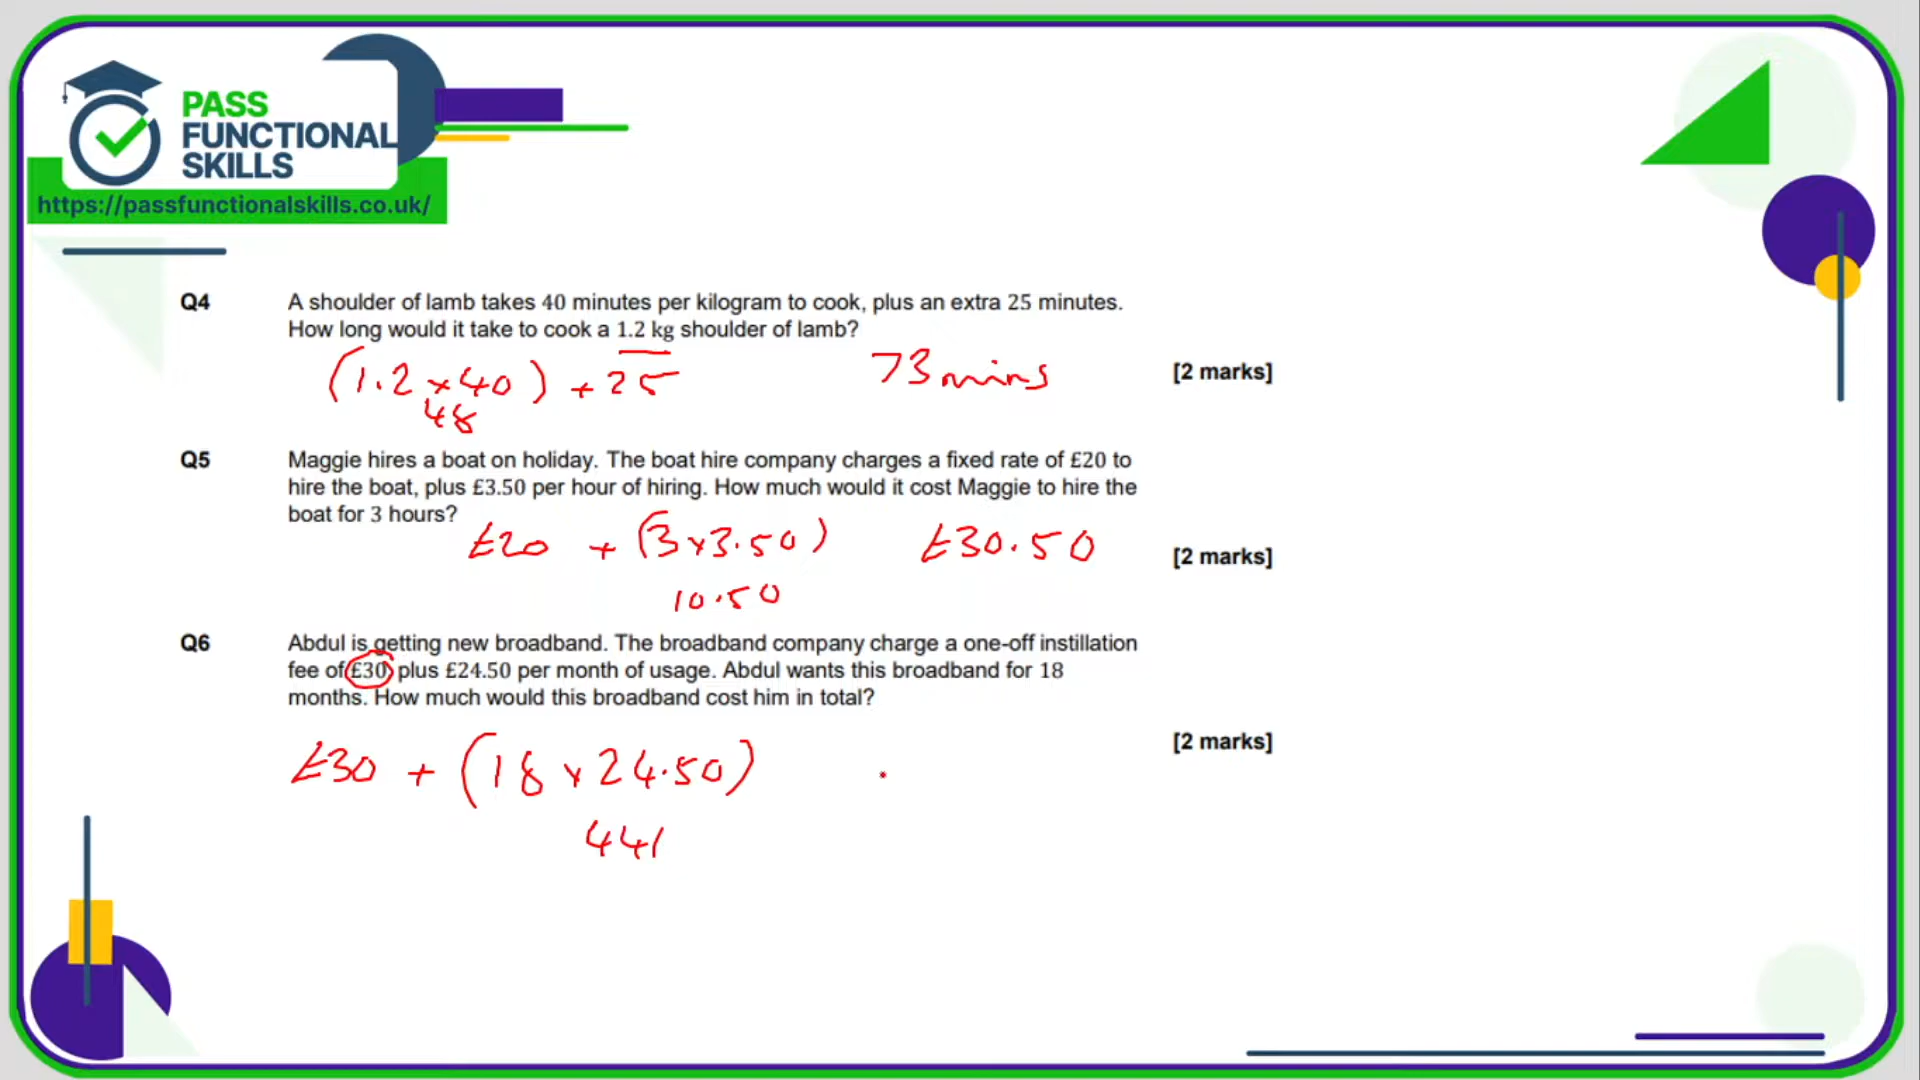 PASS
FUNCTIONAL
SKILLS
https://passfunctionalskills.co.uk/
Q4 A shoulder of lamb takes 40 minutes per kilogram to cook, plus an extra 25 minutes.
How long would it take to cook a 1.2 kg shoulder of lamb?
(1.2 × 40) + 25 73 mins [2 marks]
48
Q5 Maggie hires a boat on holiday. The boat hire company charges a fixed rate of £20 to
hire the boat, plus £3.50 per hour of hiring. How much would it cost Maggie to hire the
boat for 3 hours?
£20 + (3 × 3.50) £30.50 [2 marks]
10.50
Q6 Abdul is getting new broadband. The broadband company charge a one-off instillation
fee of £30, plus £24.50 per month of usage. Abdul wants this broadband for 18
months. How much would this broadband cost him in total?
[2 marks]
£30 + (18 × 24.50)
441